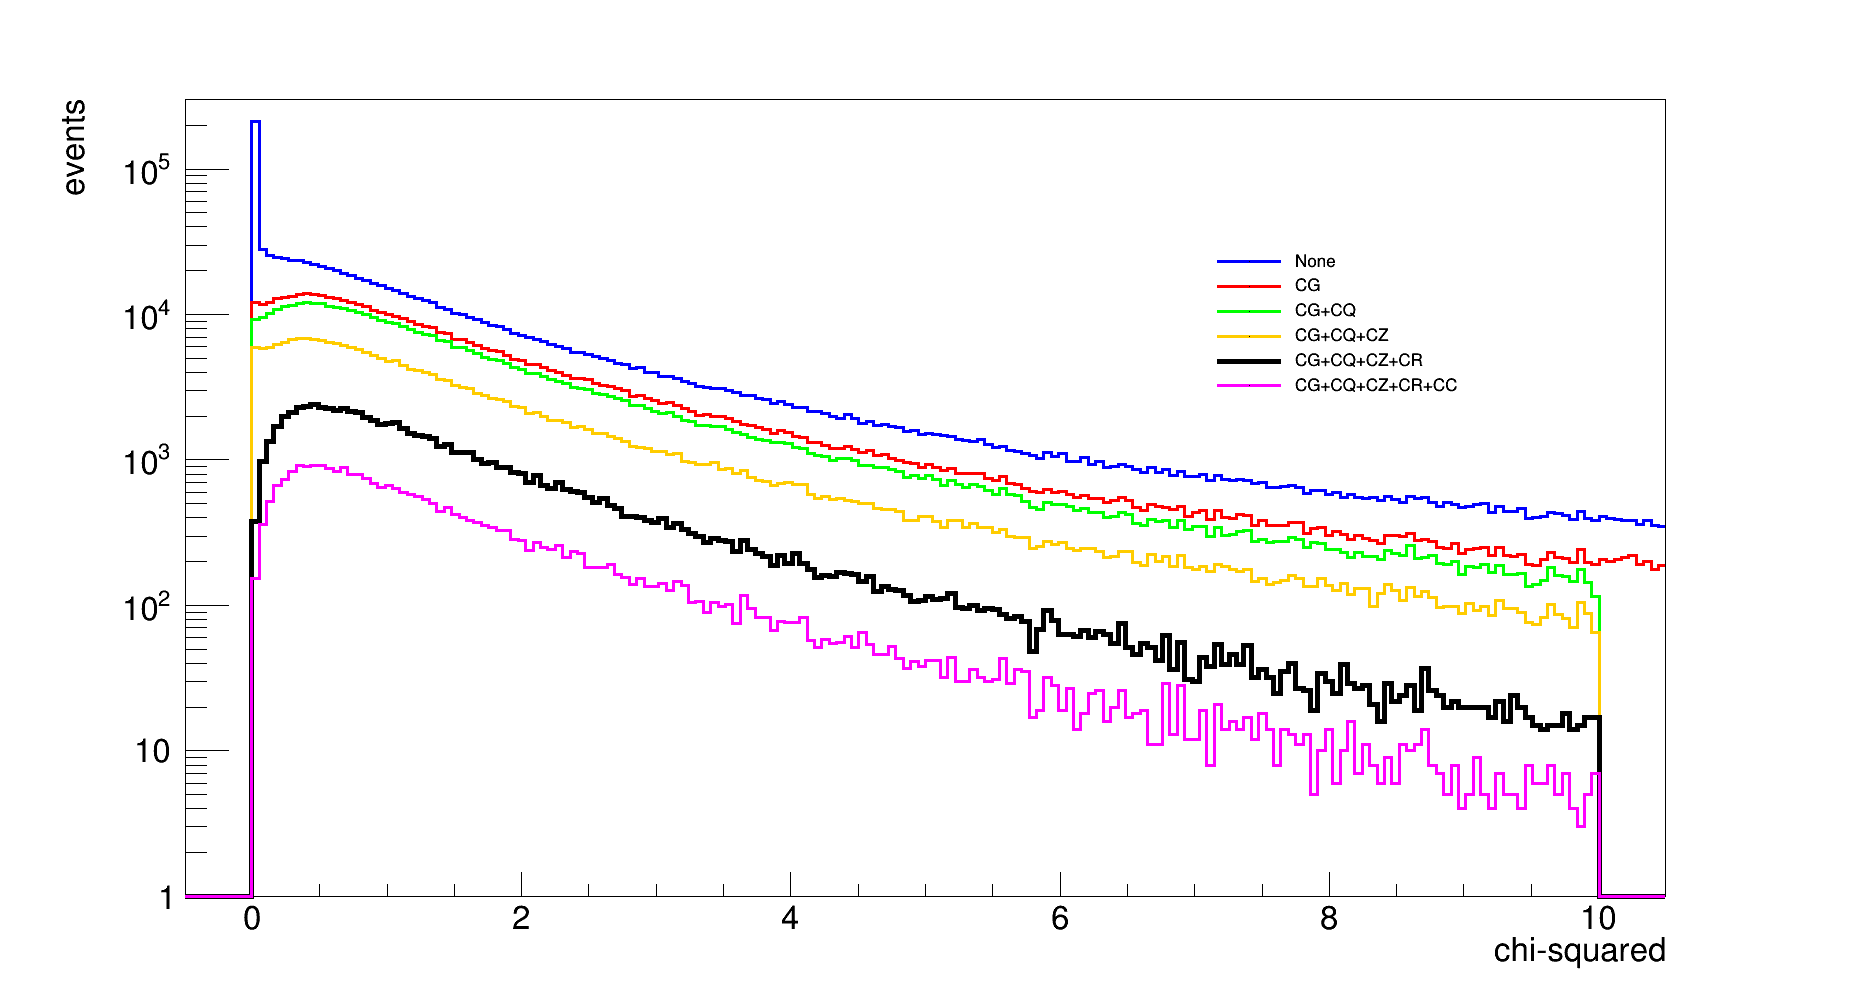 events
10^5
10^4
10^3
10^2
10
1
0 2 4 6 8 10
chi-squared
None
CG
CG+CQ
CG+CQ+CZ
CG+CQ+CZ+CR
CG+CQ+CZ+CR+CC